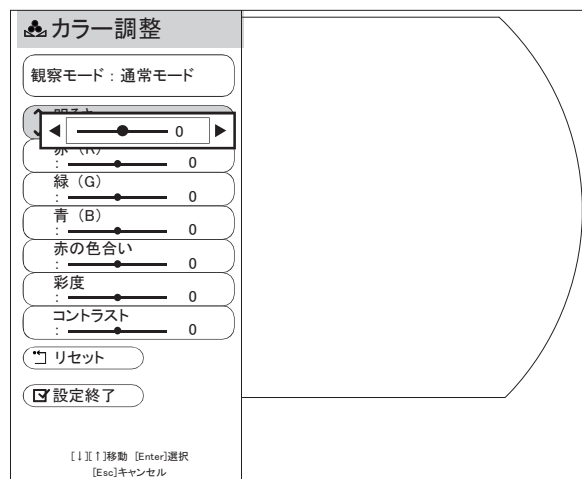 カラー調整
観察モード：通常モード
0
: 0
緑（G）
: 0
青（B）
: 0
赤の色合い
: 0
彩度
: 0
コントラスト
: 0
リセット
設定終了
[↓][↑]移動 [Enter]選択
[Esc]キャンセル